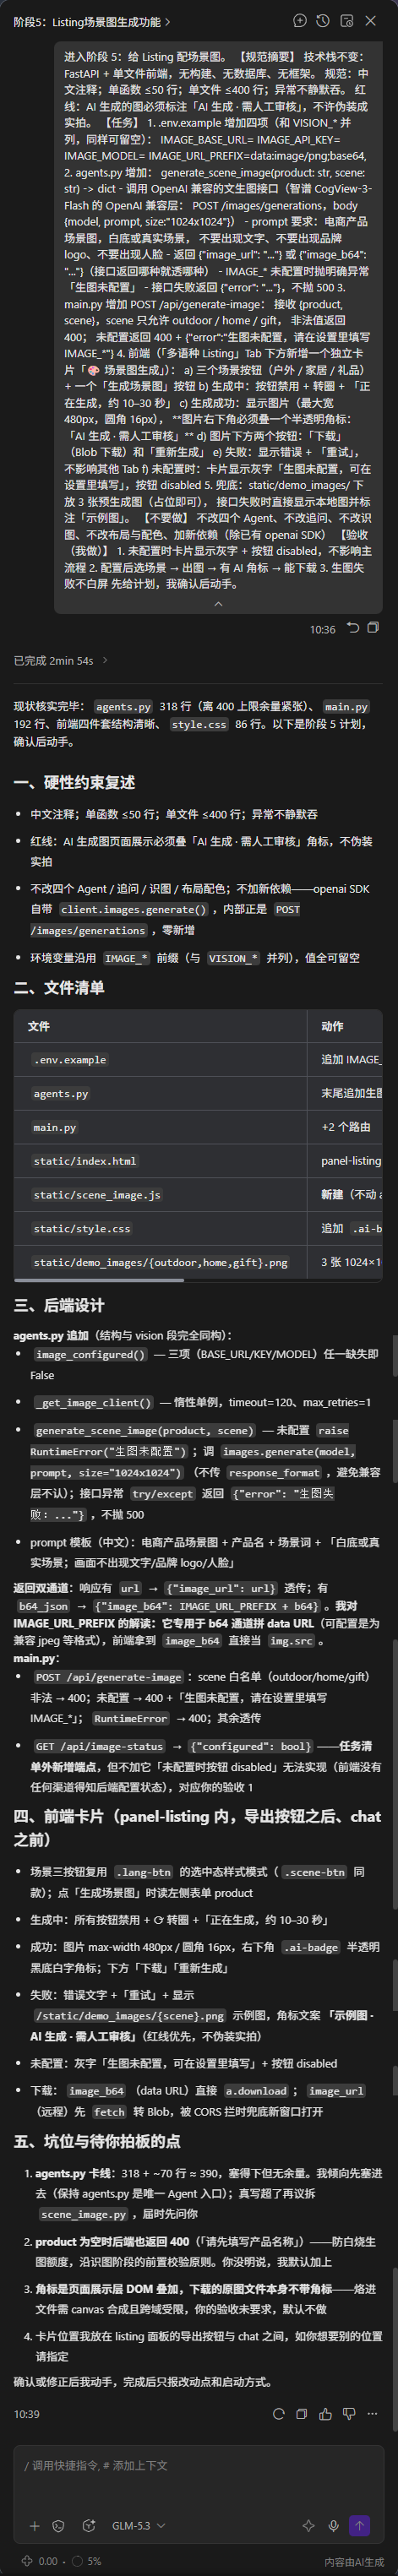 阶段5：Listing场景图生成功能
进入阶段 5：给 Listing 配场景图。 【规范摘要】 技术栈不变：
FastAPI + 单文件前端，无构建、无数据库、无框架。 规范：中
文注释；单函数 ≤50 行；单文件 ≤400 行；异常不静默吞。 红
线：AI 生成的图必须标注「AI 生成 · 需人工审核」，不许伪装成
实拍。 【任务】 1. .env.example 增加四项（和 VISION_* 并
列，同样可留空）： IMAGE_BASE_URL= IMAGE_API_KEY=
IMAGE_MODEL= IMAGE_URL_PREFIX=data:image/png;base64,
2. agents.py 增加： generate_scene_image(product: str, scene:
str) -> dict - 调用 OpenAI 兼容的文生图接口（智谱 CogView-3-
Flash 的 OpenAI 兼容层： POST /images/generations，body
{model, prompt, size:"1024x1024"}） - prompt 要求：电商产品
场景图，白底或真实场景， 不要出现文字、不要出现品牌
logo、不要出现人脸 - 返回 {"image_url": "..."} 或 {"image_b64":
"..."}（接口返回哪种就透哪种） - IMAGE_* 未配置时抛明确异常
「生图未配置」 - 接口失败返回 {"error": "..."}，不抛 500 3.
main.py 增加 POST /api/generate-image： 接收 {product,
scene}，scene 只允许 outdoor / home / gift， 非法值返回
400； 未配置返回 400 + {"error":"生图未配置，请在设置里填写
IMAGE_*"} 4. 前端（「多语种 Listing」Tab 下方新增一个独立卡
片「🎨 场景图生成」）： a) 三个场景按钮（户外 / 家居 / 礼品）
+ 一个「生成场景图」按钮 b) 生成中：按钮禁用 + 转圈 + 「正
在生成，约 10–30 秒」 c) 生成成功：显示图片（最大宽
480px，圆角 16px）， **图片右下角必须叠一个半透明角标：
「AI 生成 · 需人工审核」** d) 图片下方两个按钮：「下载」
（Blob 下载）和「重新生成」 e) 失败：显示错误 + 「重试」，不
影响其他 Tab f) 未配置时：卡片显示灰字「生图未配置，可在
设置里填写」，按钮 disabled 5. 兜底：static/demo_images/ 下
放 3 张预生成图（占位即可）， 接口失败时直接显示本地图并标
注「示例图」。 【不要做】 不改四个 Agent、不改追问、不改识
图、不改布局与配色、加新依赖（除已有 openai SDK） 【验收
（我做）】 1. 未配置时卡片显示灰字 + 按钮 disabled，不影响主
流程 2. 配置后选场景 → 出图 → 有 AI 角标 → 能下载 3. 生图失
败不白屏 先给计划，我确认后动手。
10:36
已完成 2min 54s
现状核实完毕： agents.py 318 行（离 400 上限余量紧张）、 main.py
192 行、前端四件套结构清晰、 style.css 86 行。以下是阶段 5 计划，
确认后动手。
一、硬性约束复述
• 中文注释；单函数 ≤50 行；单文件 ≤400 行；异常不静默吞
• 红线：AI 生成图页面展示必须叠「AI 生成 · 需人工审核」角标，不伪装
实拍
• 不改四个 Agent / 追问 / 识图 / 布局配色；不加新依赖——openai SDK
自带 client.images.generate() ，内部正是 POST
/images/generations ，零新增
• 环境变量沿用 IMAGE_* 前缀（与 VISION_* 并列），值全可留空
二、文件清单
文件 动作
.env.example 追加 IMAGE_
agents.py 末尾追加生图
main.py +2 个路由
static/index.html panel-listing
static/scene_image.js 新建（不动 a
static/style.css 追加 .ai-b
static/demo_images/{outdoor,home,gift}.png 3 张 1024×1
三、后端设计
agents.py 追加（结构与 vision 段完全同构）：
• image_configured() — 三项（BASE_URL/KEY/MODEL）任一缺失即
False
• _get_image_client() — 惰性单例，timeout=120、max_retries=1
• generate_scene_image(product, scene) — 未配置 raise
RuntimeError("生图未配置") ；调 images.generate(model,
prompt, size="1024x1024") （不传 response_format ，避免兼容
层不认）；接口异常 try/except 返回 {"error": "生图失
败：..."} ，不抛 500
• prompt 模板（中文）：电商产品场景图 + 产品名 + 场景词 + 「白底或真
实场景；画面不出现文字/品牌 logo/人脸」
返回双通道：响应有 url → {"image_url": url} 透传；有
b64_json → {"image_b64": IMAGE_URL_PREFIX + b64} 。我对
IMAGE_URL_PREFIX 的解读：它专用于 b64 通道拼 data URL（可配置是为
兼容 jpeg 等格式），前端拿到 image_b64 直接当 img.src 。
main.py：
• POST /api/generate-image ：scene 白名单（outdoor/home/gift）
非法 → 400；未配置 → 400 +「生图未配置，请在设置里填写
IMAGE_*」； RuntimeError → 400；其余透传
• GET /api/image-status → {"configured": bool} ——任务清
单外新增端点，但不加它「未配置时按钮 disabled」无法实现（前端没有
任何渠道得知后端配置状态），对应你的验收 1
四、前端卡片（panel-listing 内，导出按钮之后、chat
之前）
• 场景三按钮复用 .lang-btn 的选中态样式模式（ .scene-btn 同
款）；点「生成场景图」时读左侧表单 product
• 生成中：所有按钮禁用 + ⟳ 转圈 +「正在生成，约 10–30 秒」
• 成功：图片 max-width 480px / 圆角 16px，右下角 .ai-badge 半透明
黑底白字角标；下方「下载」「重新生成」
• 失败：错误文字 +「重试」+ 显示
/static/demo_images/{scene}.png 示例图，角标文案 「示例图 ·
AI 生成 · 需人工审核」（红线优先，不伪装实拍）
• 未配置：灰字「生图未配置，可在设置里填写」+ 按钮 disabled
• 下载： image_b64 （data URL）直接 a.download ； image_url
（远程）先 fetch 转 Blob，被 CORS 拦时兜底新窗口打开
五、坑位与待你拍板的点
1. agents.py 卡线：318 + ~70 行 ≈ 390，塞得下但无余量。我倾向先塞进
去（保持 agents.py 是唯一 Agent 入口）；真写超了再议拆
scene_image.py ，届时先问你
2. product 为空时后端也返回 400（「请先填写产品名称」）——防白烧生
图额度，沿识图阶段的前置校验原则。你没明说，我默认加上
3. 角标是页面展示层 DOM 叠加，下载的原图文件本身不带角标——烙进
文件需 canvas 合成且跨域受限，你的验收未要求，默认不做
4. 卡片位置我放在 listing 面板的导出按钮与 chat 之间，如你想要别的位置
请指定
确认或修正后我动手，完成后只报改动点和启动方式。
10:39
/ 调用快捷指令, # 添加上下文
GLM-5.3
0.00 · 5%
内容由AI生成